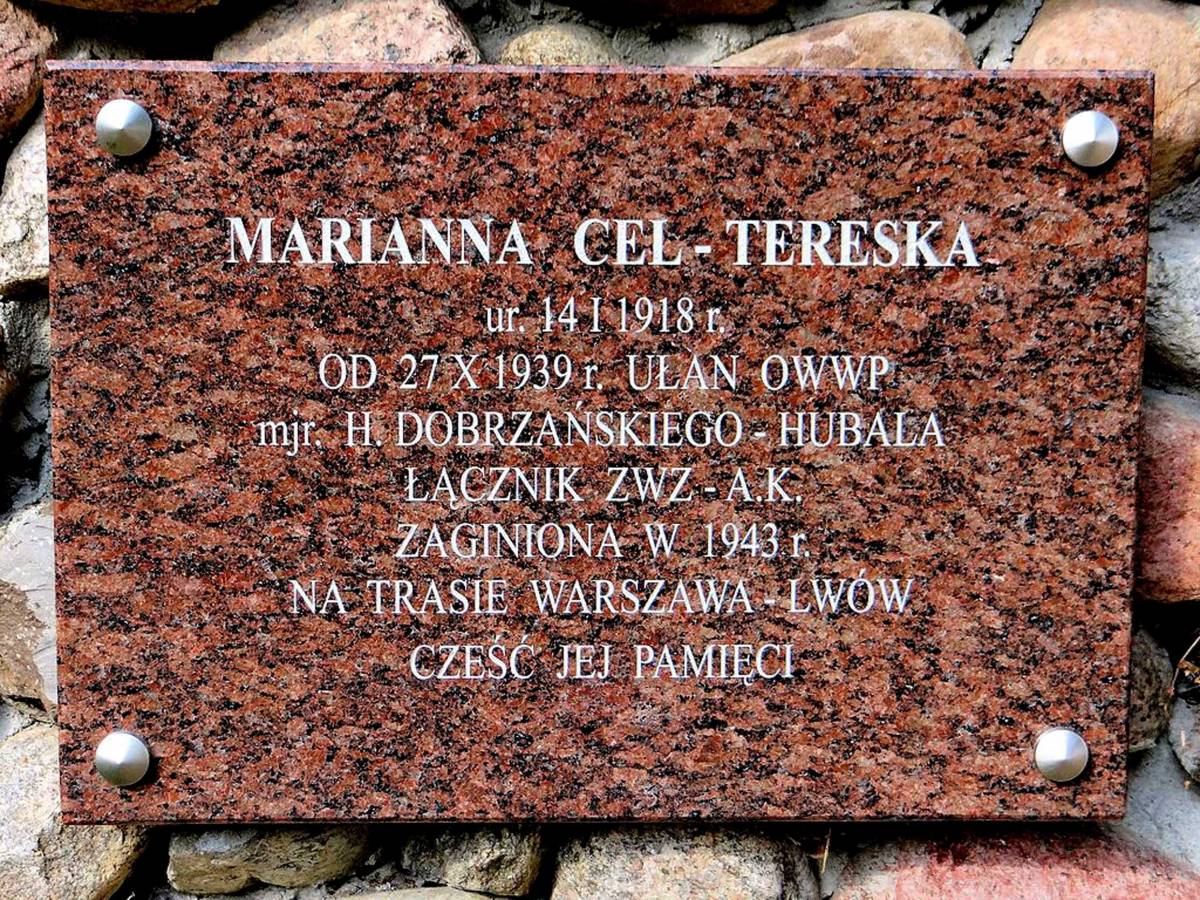 MARIANNA CEL - TERESKA
ur. 14 I 1918 r.
OD 27 X 1939 r. UŁAN OWWP
mjr. H. DOBRZAŃSKIEGO - HUBALA
ŁĄCZNIK ZWZ - A.K.
ZAGINIONA W 1943 r.
NA TRASIE WARSZAWA - LWÓW
CZEŚĆ JEJ PAMIĘCI